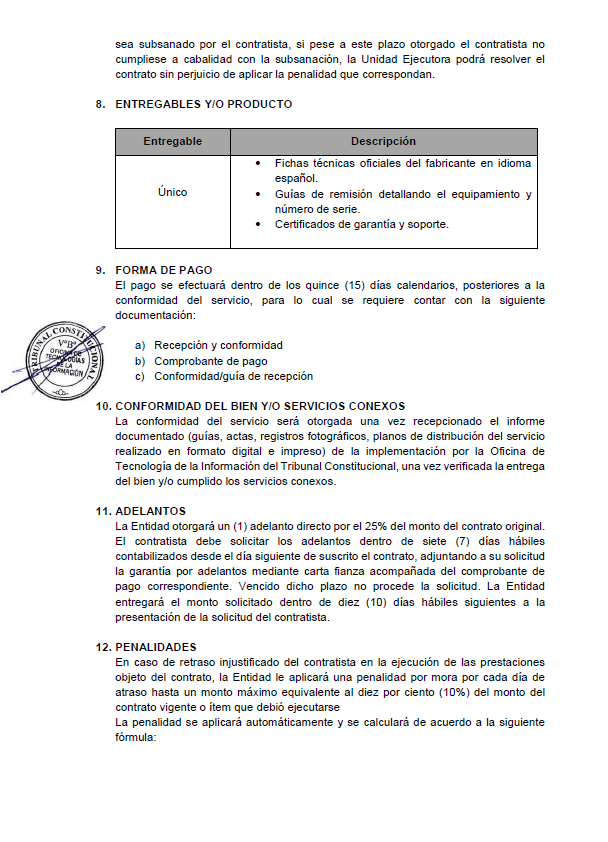 sea subsanado por el contratista, si pese a este plazo otorgado el contratista no
cumpliese a cabalidad con la subsanación, la Unidad Ejecutora podrá resolver el
contrato sin perjuicio de aplicar la penalidad que correspondan.
8. ENTREGABLES Y/O PRODUCTO
Entregable Descripción
Único
• Fichas técnicas oficiales del fabricante en idioma
español.
• Guías de remisión detallando el equipamiento y
número de serie.
• Certificados de garantía y soporte.
9. FORMA DE PAGO
El pago se efectuará dentro de los quince (15) días calendarios, posteriores a la
conformidad del servicio, para lo cual se requiere contar con la siguiente
documentación:
a) Recepción y conformidad
b) Comprobante de pago
c) Conformidad/guía de recepción
TRIBUNAL CONSTITUCIONAL
VºBº
OFICINA DE
TECNOLOGÍAS
DE LA
INFORMACIÓN
10. CONFORMIDAD DEL BIEN Y/O SERVICIOS CONEXOS
La conformidad del servicio será otorgada una vez recepcionado el informe
documentado (guías, actas, registros fotográficos, planos de distribución del servicio
realizado en formato digital e impreso) de la implementación por la Oficina de
Tecnología de la Información del Tribunal Constitucional, una vez verificada la entrega
del bien y/o cumplido los servicios conexos.
11. ADELANTOS
La Entidad otorgará un (1) adelanto directo por el 25% del monto del contrato original.
El contratista debe solicitar los adelantos dentro de siete (7) días hábiles
contabilizados desde el día siguiente de suscrito el contrato, adjuntando a su solicitud
la garantía por adelantos mediante carta fianza acompañada del comprobante de
pago correspondiente. Vencido dicho plazo no procede la solicitud. La Entidad
entregará el monto solicitado dentro de diez (10) días hábiles siguientes a la
presentación de la solicitud del contratista.
12. PENALIDADES
En caso de retraso injustificado del contratista en la ejecución de las prestaciones
objeto del contrato, la Entidad le aplicará una penalidad por mora por cada día de
atraso hasta un monto máximo equivalente al diez por ciento (10%) del monto del
contrato vigente o ítem que debió ejecutarse
La penalidad se aplicará automáticamente y se calculará de acuerdo a la siguiente
fórmula: